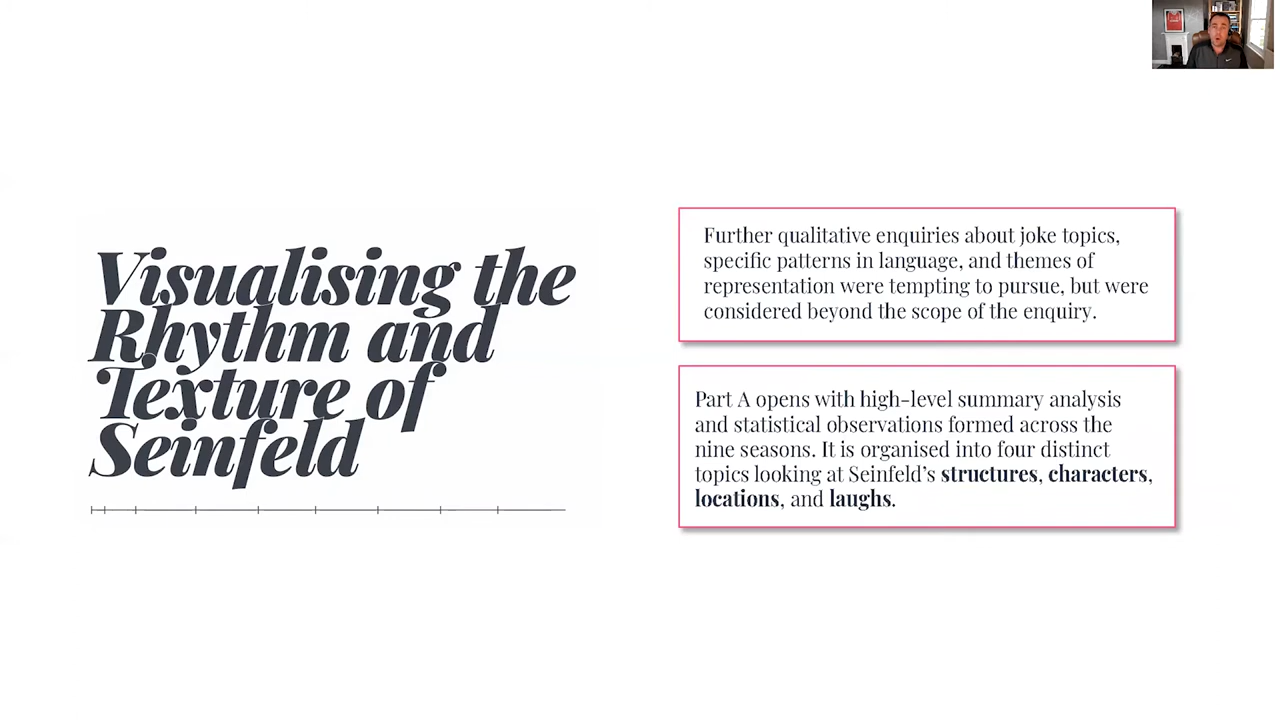 Visualising the
Rhythm and
Texture of
Seinfeld
Further qualitative enquiries about joke topics,
specific patterns in language, and themes of
representation were tempting to pursue, but were
considered beyond the scope of the enquiry.
Part A opens with high-level summary analysis
and statistical observations formed across the
nine seasons. It is organised into four distinct
topics looking at Seinfeld’s structures, characters,
locations, and laughs.